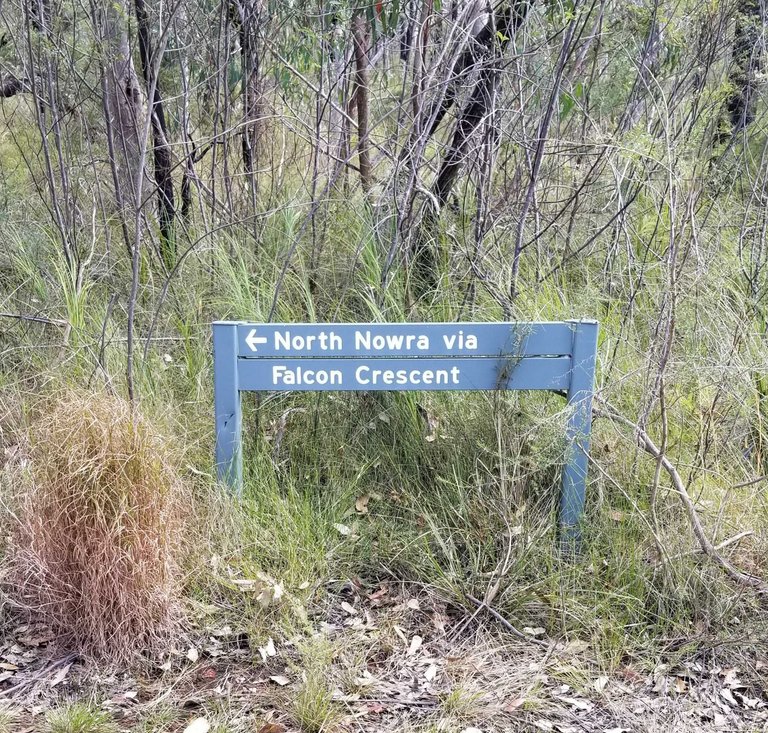 ← North Nowra via
Falcon Crescent